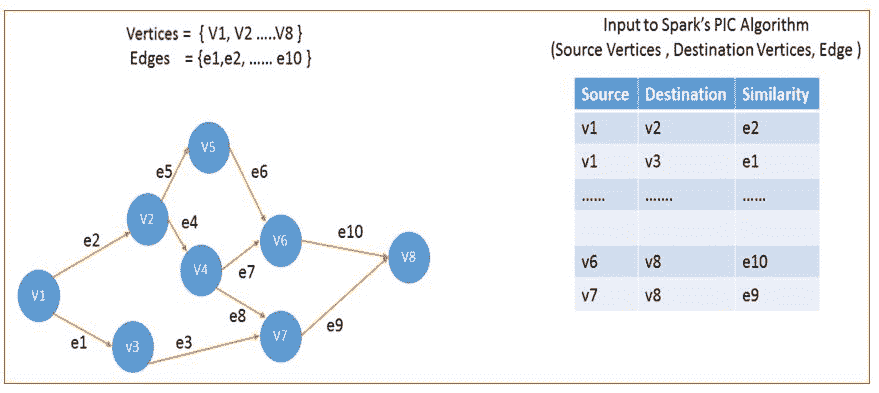 Vertices = { V1, V2 .....V8 }
Edges = {e1,e2, ...... e10 }
Input to Spark's PIC Algorithm
(Source Vertices , Destination Vertices, Edge )
Source Destination Similarity
v1 v2 e2
v1 v3 e1
...... ....... ......
v6 v8 e10
v7 v8 e9
V5
e5
e6
V2
e4
e2
V6
e10
V4
e7
V8
V1
e8
e9
e1
v3
e3
V7